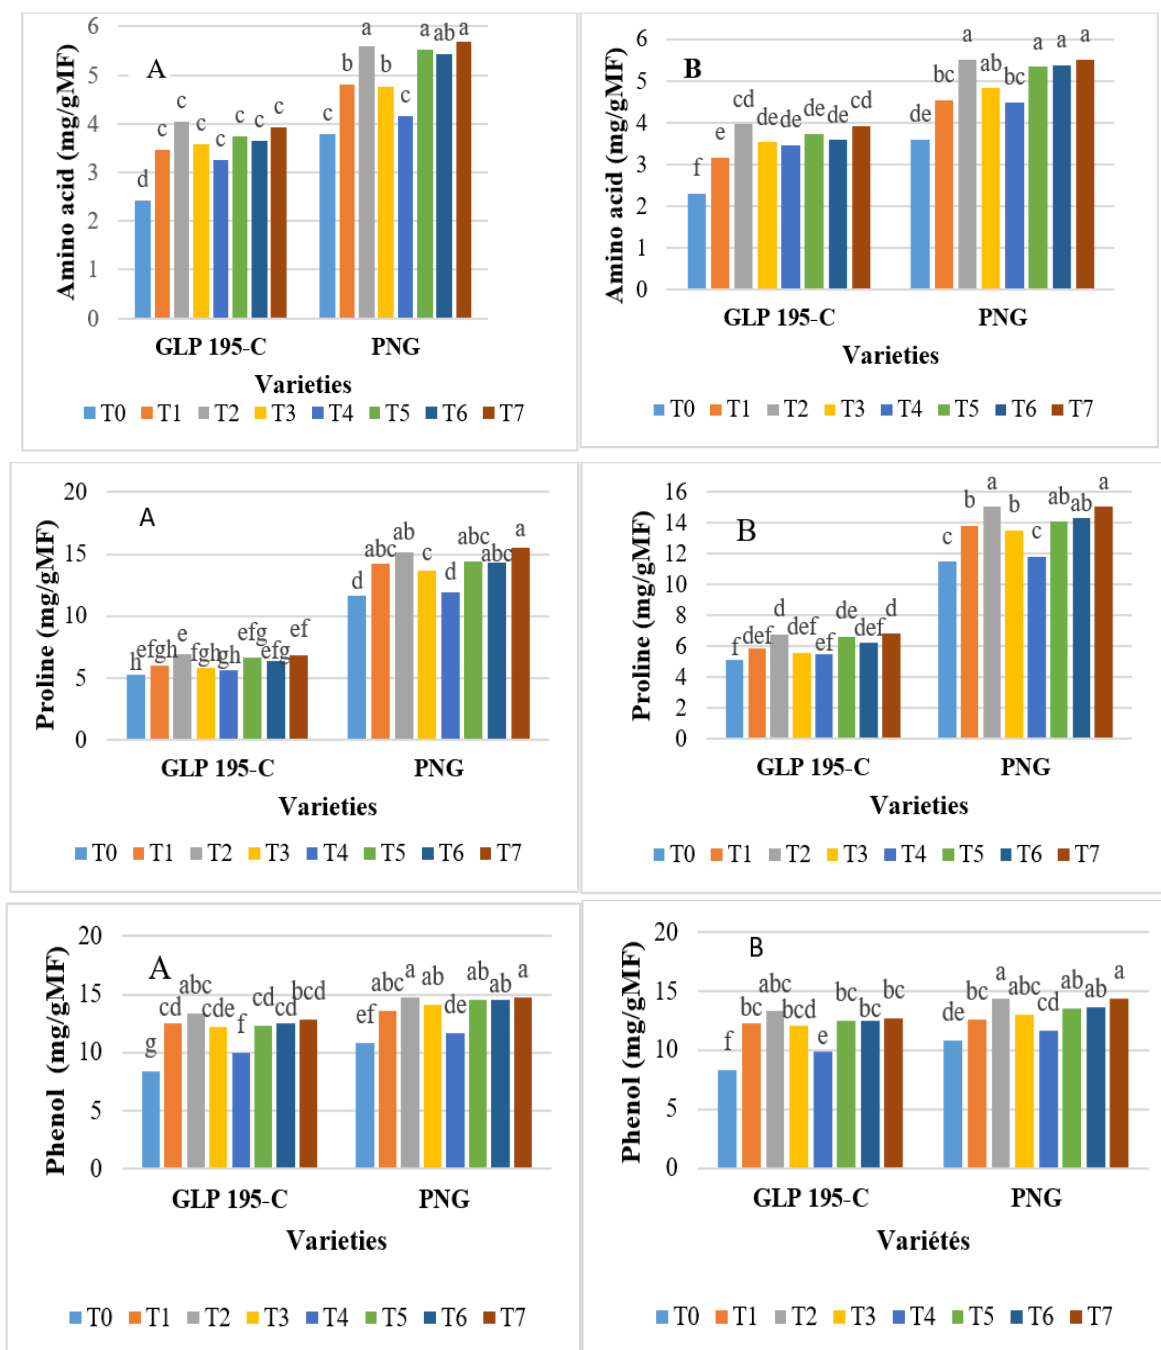 Amino acid (mg/gMF)
A
6
5
4
3
2
1
0
d c c c c c c c
c b a b c a ab a
GLP 195-C PNG
Varieties
T0 T1 T2 T3 T4 T5 T6 T7
Amino acid (mg/gMF)
B
6
5
4
3
2
1
0
f e cd de de de de cd
de bc a ab bc a a a
GLP 195-C PNG
Varieties
T0 T1 T2 T3 T4 T5 T6 T7
Proline (mg/gMF)
A
20
15
10
5
0
h efgh e fgh gh efg efg ef
d abc ab c d abc abc a
GLP 195-C PNG
Varieties
T0 T1 T2 T3 T4 T5 T6 T7
Proline (mg/gMF)
B
16
14
12
10
8
6
4
2
0
f def d def ef de def d
c b a b c ab ab a
GLP 195-C PNG
Varieties
T0 T1 T2 T3 T4 T5 T6 T7
Phenol (mg/gMF)
A
20
15
10
5
0
g cd abc cde f cd cd bcd
ef abc a ab de ab ab a
GLP 195-C PNG
Varieties
T0 T1 T2 T3 T4 T5 T6 T7
Phenol (mg/gMF)
B
20
15
10
5
0
f bc abc bcd e bc bc bc
de bc a abc cd ab ab a
GLP 195-C PNG
Variétés
T0 T1 T2 T3 T4 T5 T6 T7